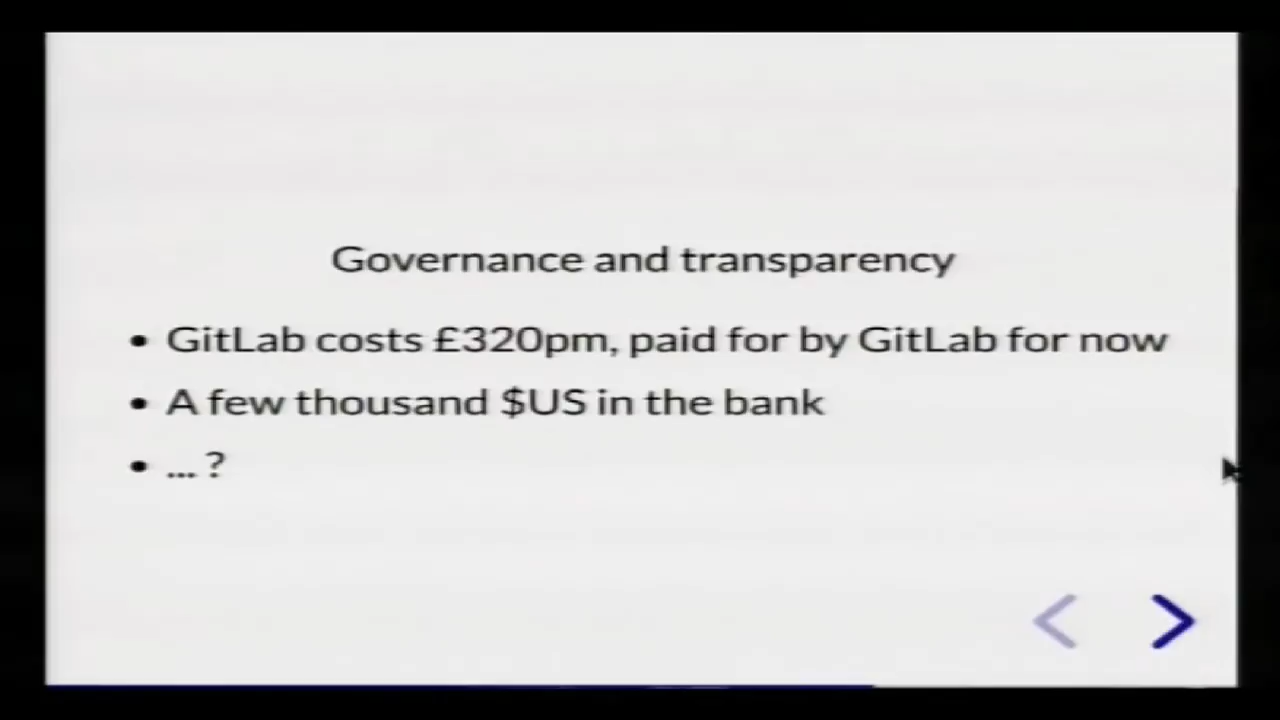 Governance and transparency
• GitLab costs £320pm, paid for by GitLab for now
• A few thousand $US in the bank
• ... ?